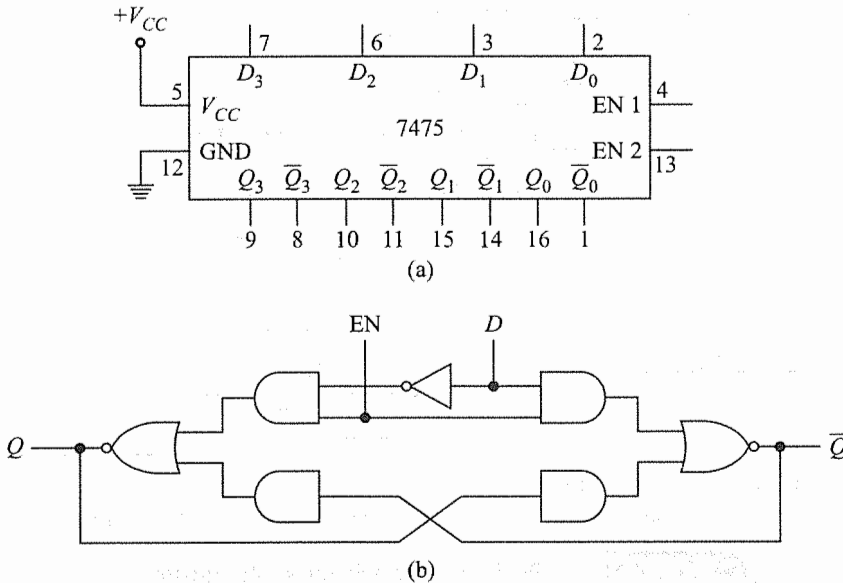 +V_CC
7 6 3 2
D_3 D_2 D_1 D_0
5 V_CC EN 1 4
7475
12 GND EN 2 13
Q_3 Q̅_3 Q_2 Q̅_2 Q_1 Q̅_1 Q_0 Q̅_0
9 8 10 11 15 14 16 1
(a)
EN D
Q Q̅
(b)